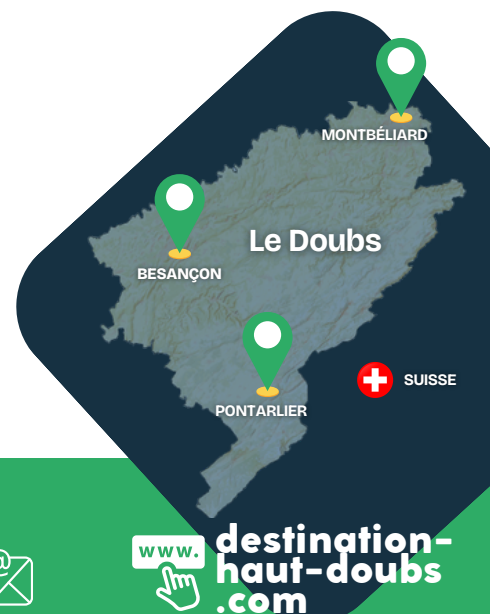 MONTBÉLIARD
Le Doubs
BESANÇON
SUISSE
PONTARLIER
@
www.
destination-
haut-doubs
.com